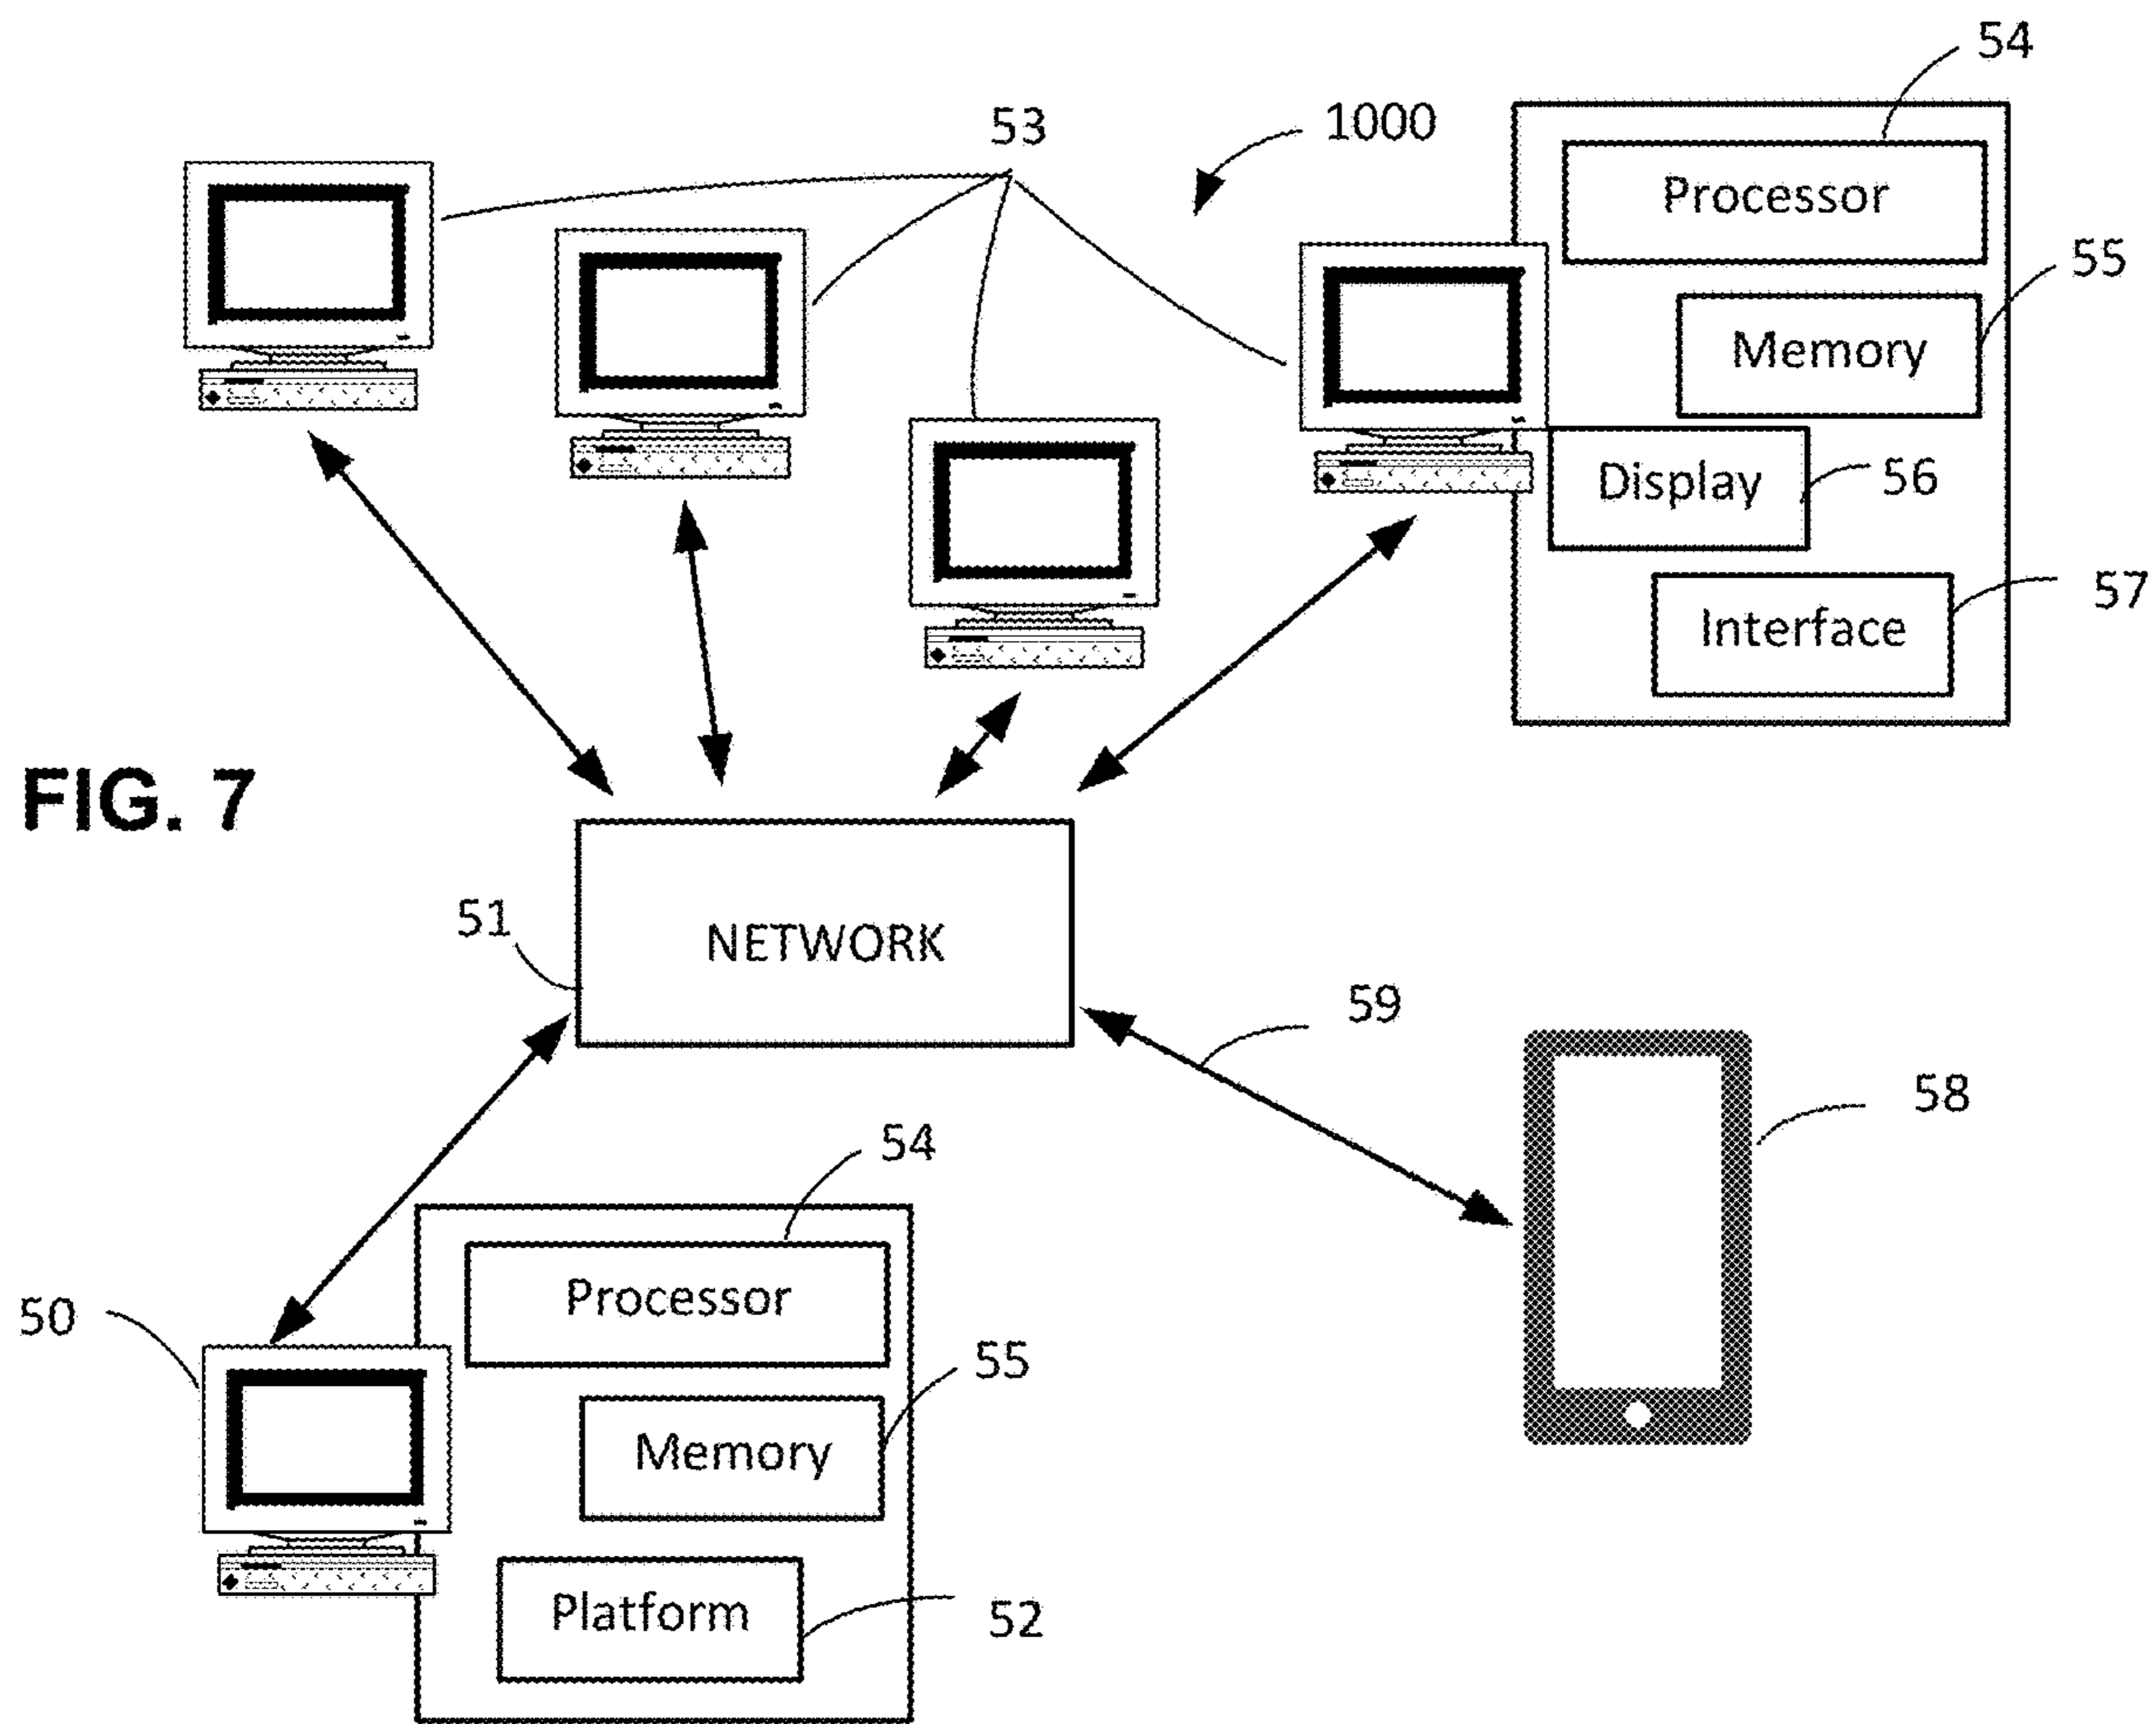 54
53
1000
Processor
55
Memory
Display
56
57
Interface
FIG. 7
51
NETWORK
59
58
54
Processor
50
55
Memory
Platform
52